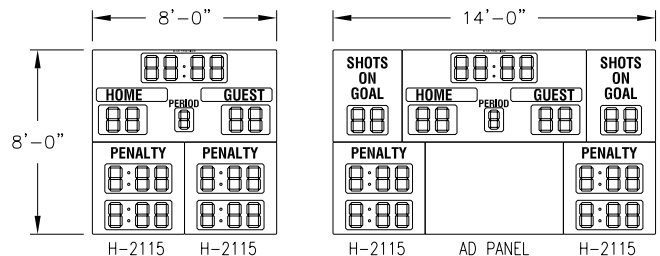 8'-0"
14'-0"
8'-0"
88:88
HOME
GUEST
PERIOD
88
8
88
PENALTY
PENALTY
8:88
8:88
8:88
8:88
H-2115
H-2115
SHOTS
ON
GOAL
88
88:88
HOME
GUEST
PERIOD
88
8
88
SHOTS
ON
GOAL
88
PENALTY
8:88
8:88
PENALTY
8:88
8:88
H-2115
AD PANEL
H-2115